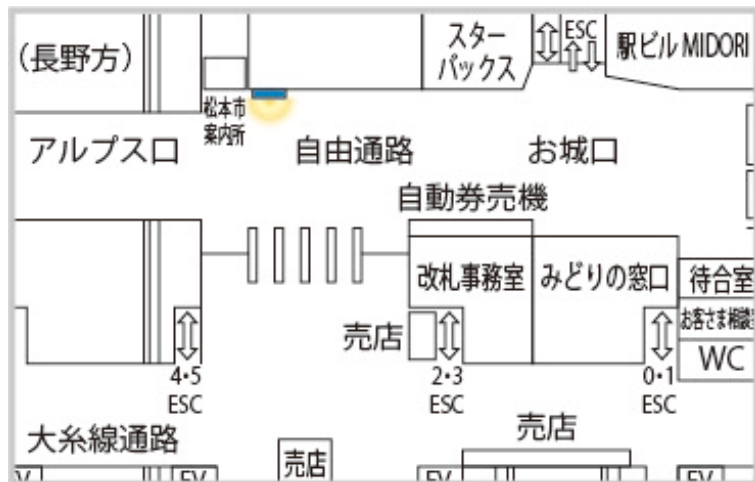 (長野方)
スター
バックス
ESC
駅ビル MIDORI
松本市
案内所
アルプス口
自由通路
お城口
自動券売機
改札事務室
みどりの窓口
待合室
お客さま相談
売店
WC
4・5
ESC
2・3
ESC
0・1
ESC
大糸線通路
売店
売店
EV
EV
EV